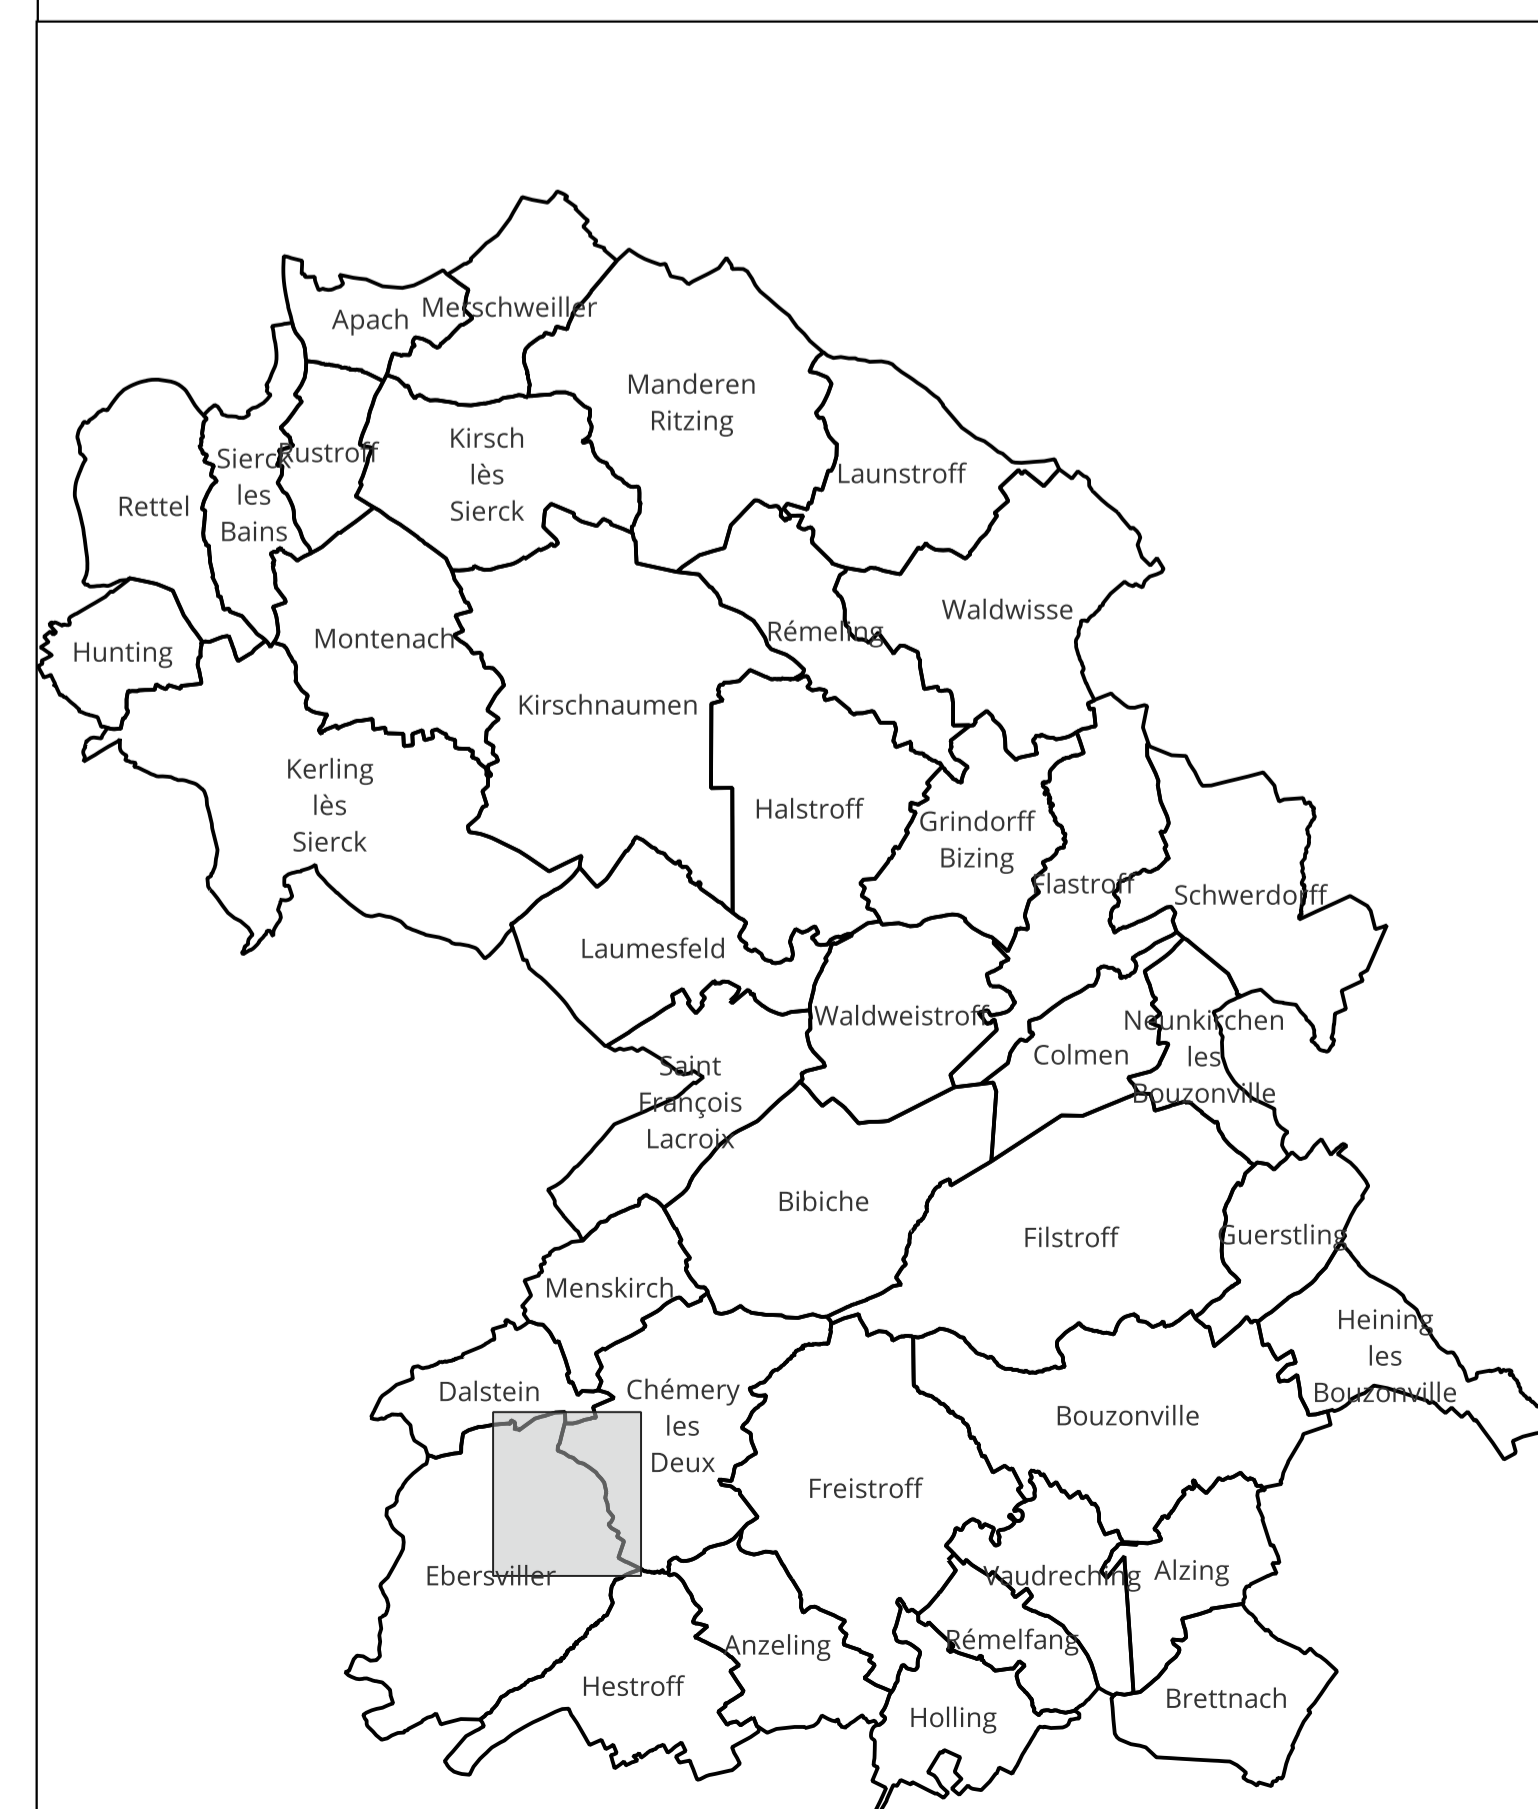 Merschweiller
Apach
Manderen
Ritzing
Kirsch
lès
Sierck
Rustroff
Sierck
les
Bains
Rettel
Launstroff
Waldwisse
Rémeling
Montenach
Hunting
Kirschnaumen
Kerling
lès
Sierck
Halstroff
Grindorff
Bizing
Flastroff
Schwerdorff
Laumesfeld
Waldweistroff
Neunkirchen
les
Bouzonville
Colmen
Saint
François
Lacroix
Bibiche
Filstroff
Guerstling
Menskirch
Heining
les
Bouzonville
Dalstein
Chémery
les
Deux
Bouzonville
Freistroff
Ebersviller
Vaudreching
Alzing
Anzeling
Rémelfang
Hestroff
Holling
Brettnach